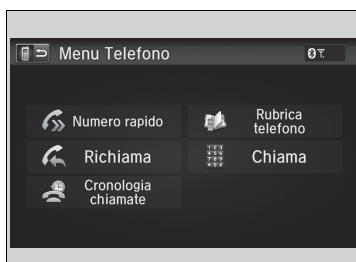 Menu Telefono
Numero rapido
Rubrica
telefono
Richiama
Chiama
Cronologia
chiamate